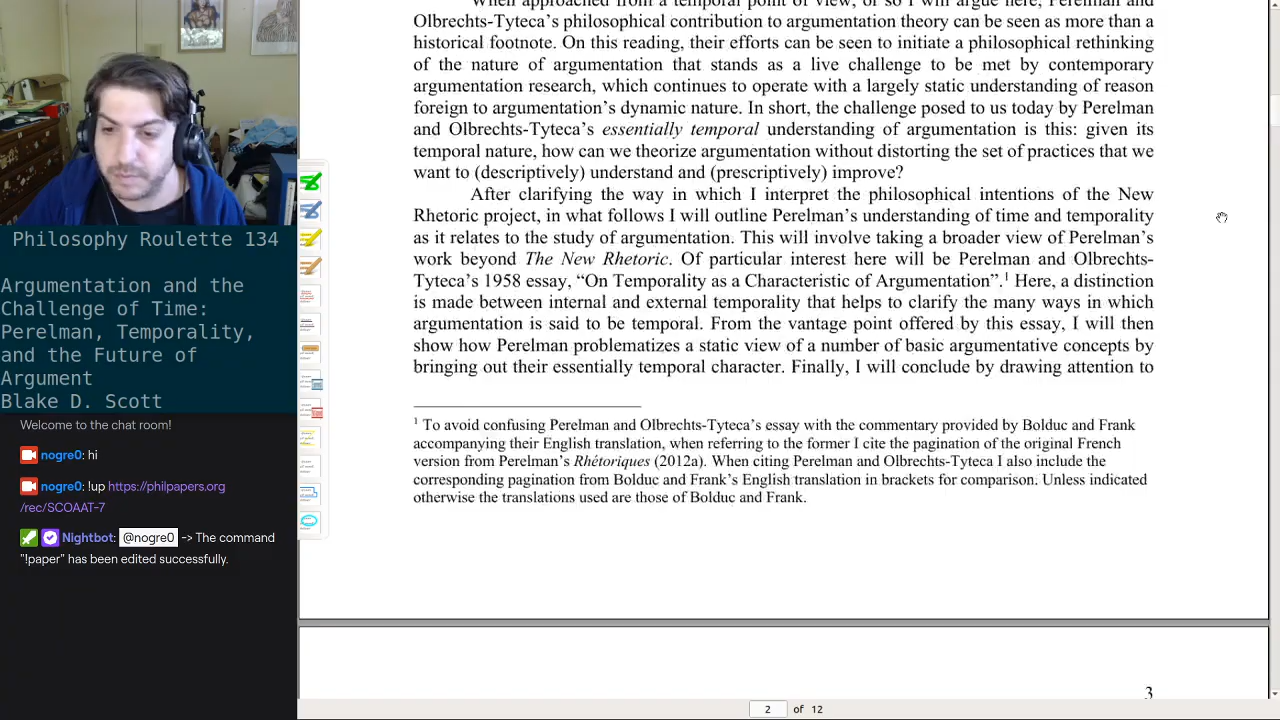 When approached from a temporal point of view, or so I will argue here, Perelman and
Olbrechts-Tyteca's philosophical contribution to argumentation theory can be seen as more than a
historical footnote. On this reading, their efforts can be seen to initiate a philosophical rethinking
of the nature of argumentation that stands as a live challenge to be met by contemporary
argumentation research, which continues to operate with a largely static understanding of reason
foreign to argumentation's dynamic nature. In short, the challenge posed to us today by Perelman
and Olbrechts-Tyteca's essentially temporal understanding of argumentation is this: given its
temporal nature, how can we theorize argumentation without distorting the set of practices that we
want to (descriptively) understand and (prescriptively) improve?
After clarifying the way in which I interpret the philosophical intentions of the New
Rhetoric project, in what follows I will outline Perelman's understanding of time and temporality
as it relates to the theory of argumentation. This will involve taking a broad view of Perelman's
work beyond The New Rhetoric. Of particular interest here will be Perelman and Olbrechts-
Tyteca's 1958 essay "On Temporality as a Characteristic of Argumentation." Here a distinction
is made between formal and normal temporality that helps to clarify the two ways in which
argumentation is said to be temporal. From the vantage point provided by this essay, I will then
show how Perelman problematizes a static view of a number of basic argumentative concepts by
bringing out their essentially temporal character. Finally, I will conclude by drawing attention to
1 To avoid confusing Perelman and Olbrechts-Tyteca's essay with the commentary provided by Bolduc and Frank
accompanying their English translation, when referring to the former I cite the pagination of the original French
version from Perelman's Rhétoriques (2012a). When citing Perelman and Olbrechts-Tyteca's essay I include the
corresponding pagination from Bolduc and Frank's English translation in brackets for convenience. Unless indicated
otherwise the translations used are those of Bolduc and Frank.
3
2 of 12
Philosophy Roulette 134
Argumentation and the
Challenge of Time:
Perelman, Temporality,
and the Future of
Argument
Blake D. Scott
Welcome to the chat room!
nogre0: hi
nogre0: !up https://philpapers.org
/rec/SCOAAT-7
Nightbot: @nogre0 -> The command
"!paper" has been edited successfully.